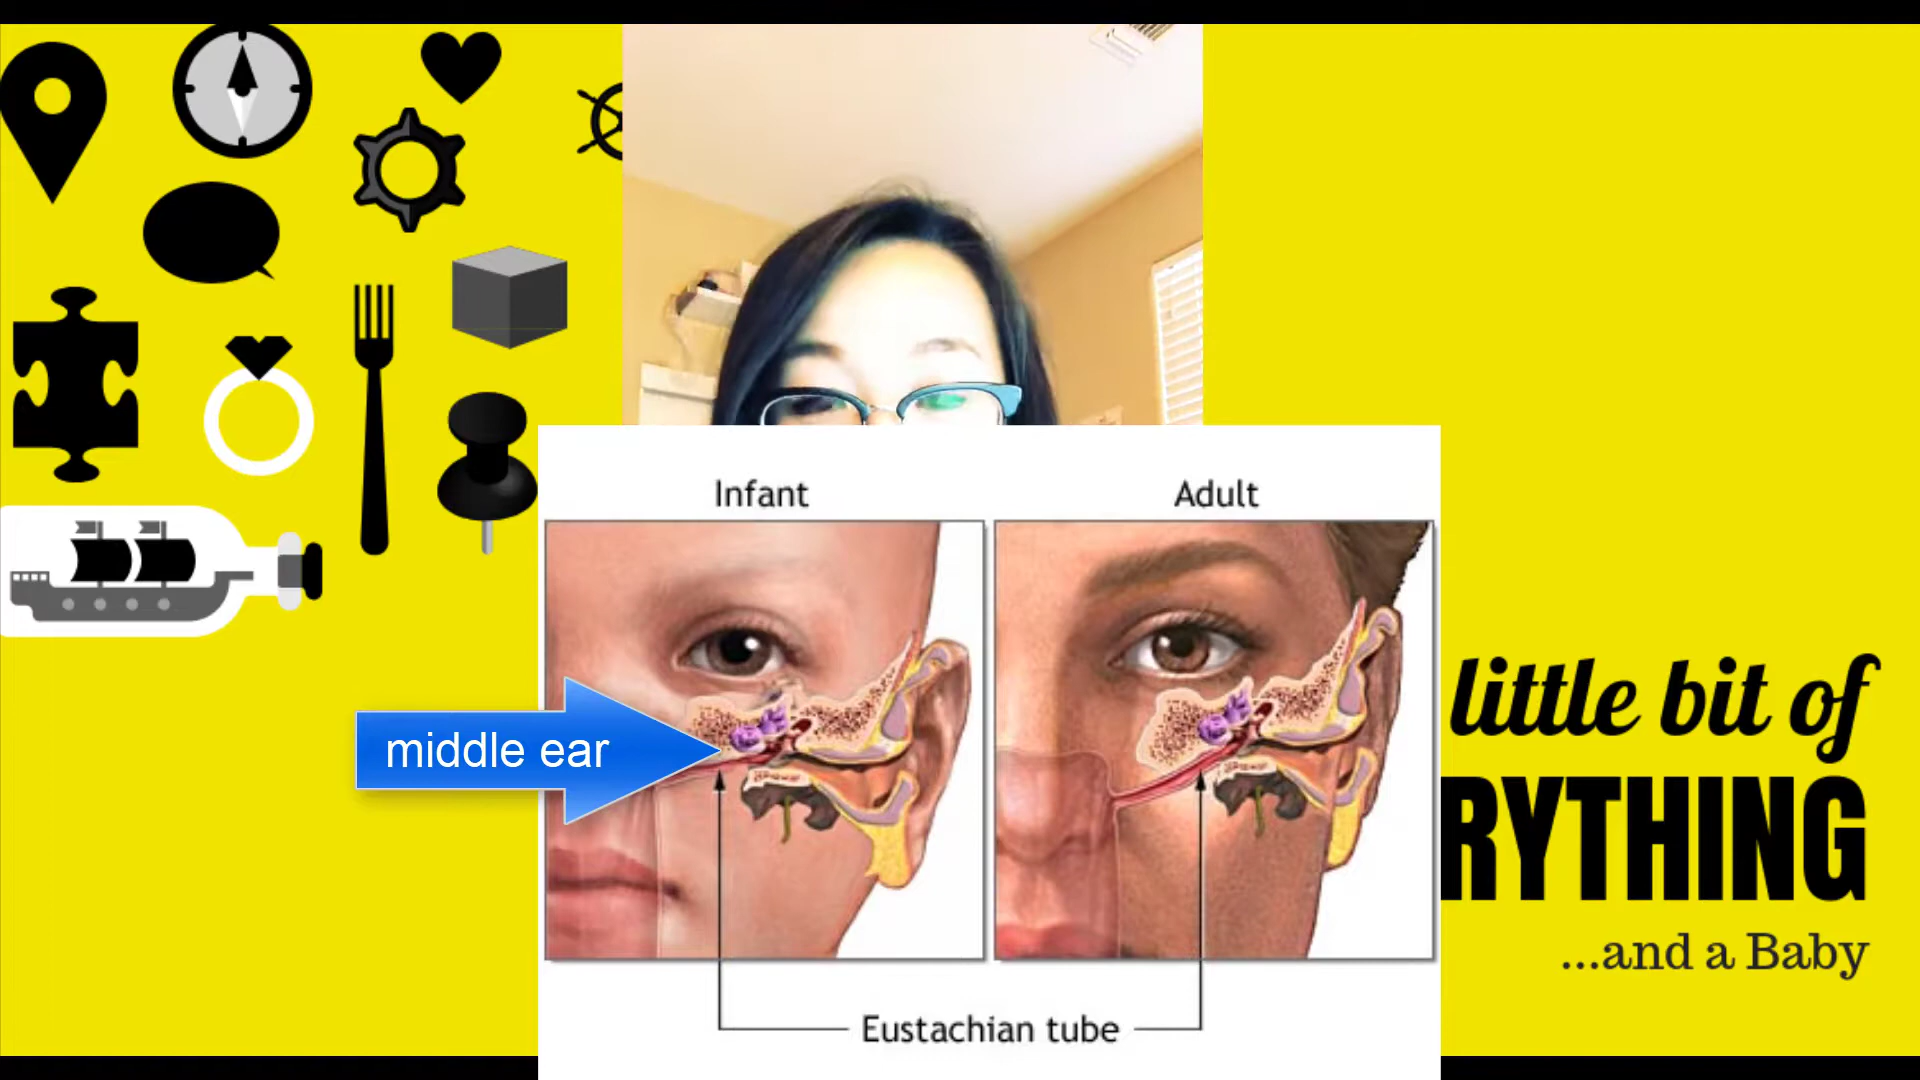 Infant
Adult
middle ear
Eustachian tube
little bit of
RYTHING
...and a Baby